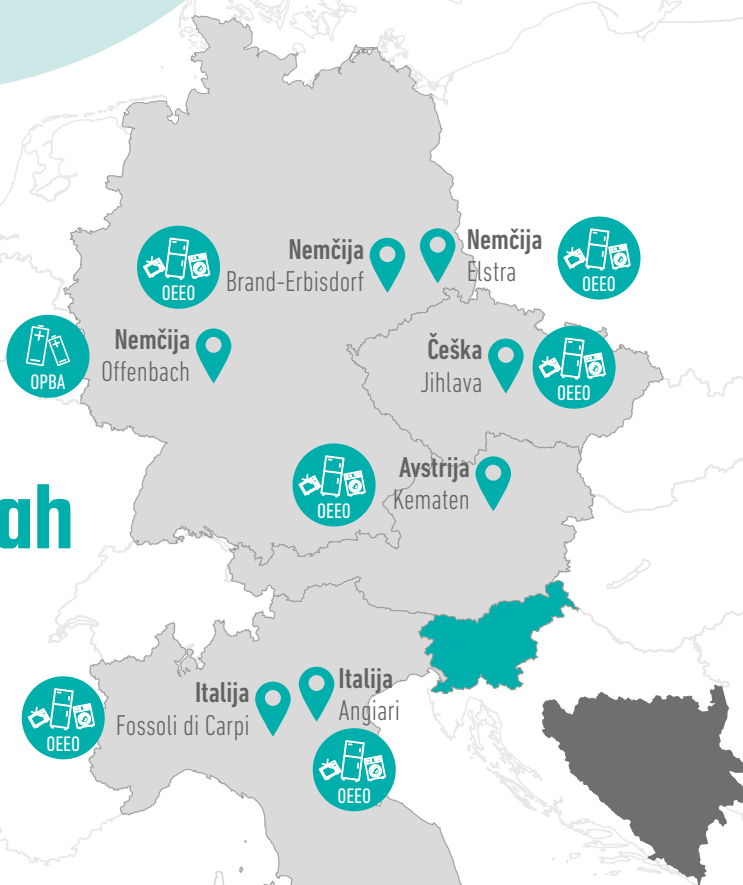 Nemčija
Elstra
OEEO
Nemčija
Brand-Erbisdorf
OEEO
Nemčija
Offenbach
OPBA
Češka
Jihlava
OEEO
Avstrija
Kematen
OEEO
ah
Italija
Angiari
OEEO
Italija
Fossoli di Carpi
OEEO